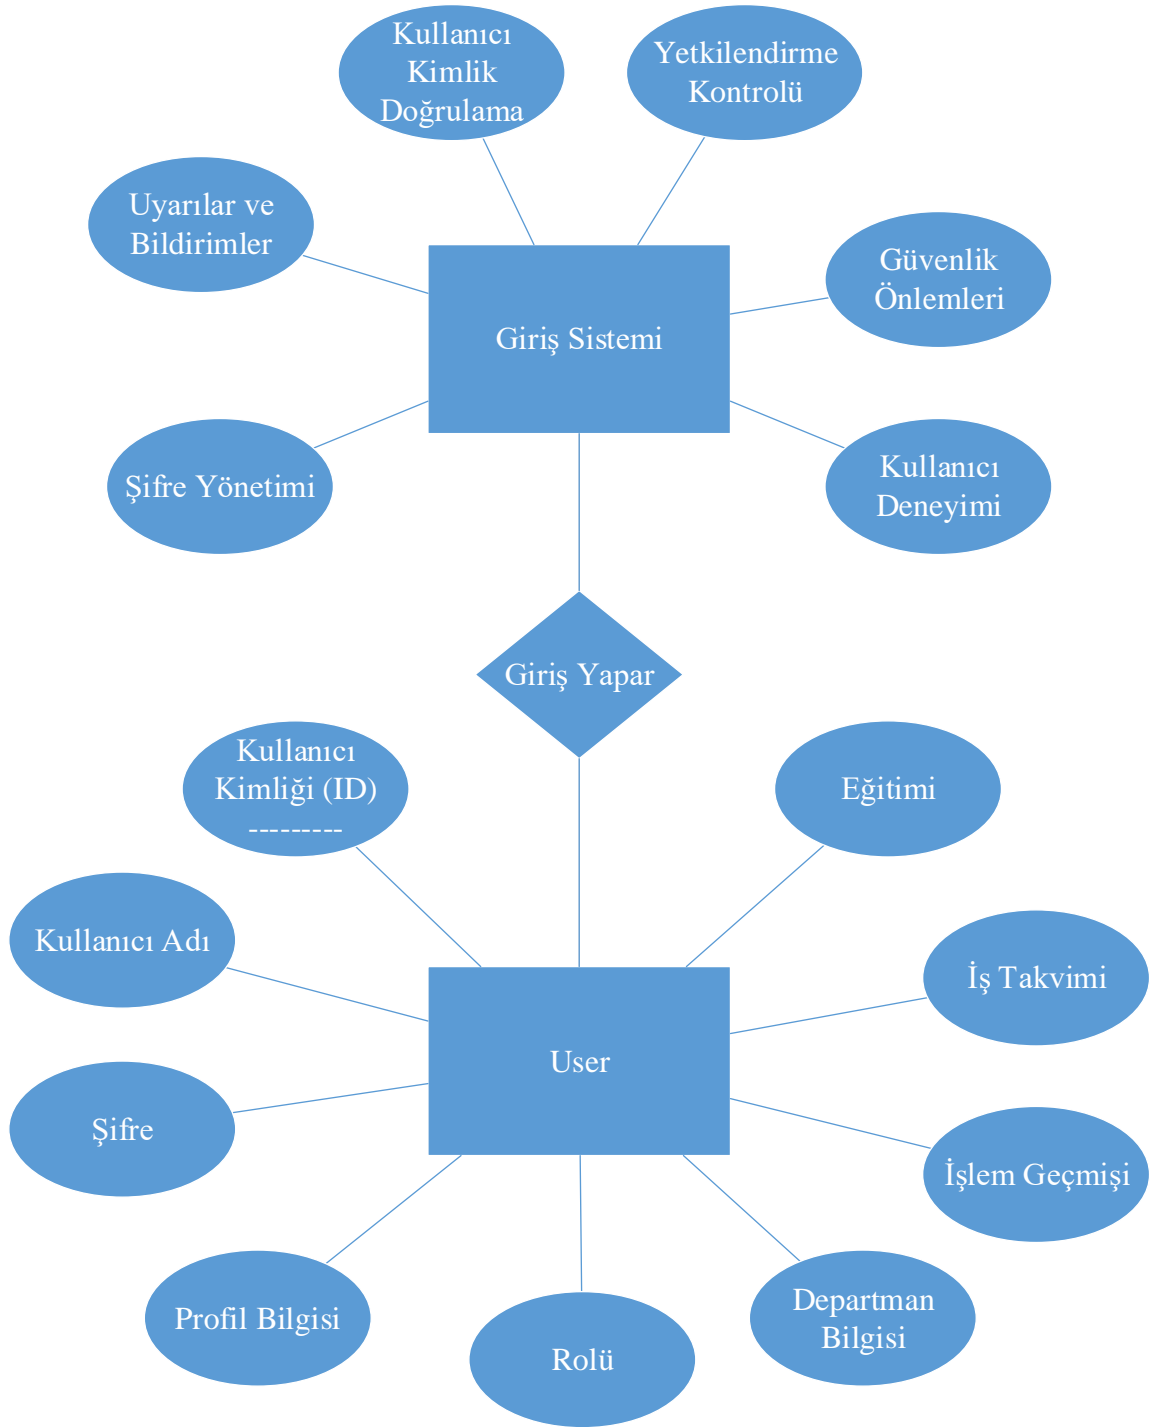 Kullanıcı
Kimlik
Doğrulama
Yetkilendirme
Kontrolü
Uyarılar ve
Bildirimler
Güvenlik
Önlemleri
Giriş Sistemi
Şifre Yönetimi
Kullanıcı
Deneyimi
Giriş Yapar
Kullanıcı
Kimliği (ID)
---------
Eğitimi
Kullanıcı Adı
İş Takvimi
User
Şifre
İşlem Geçmişi
Profil Bilgisi
Rolü
Departman
Bilgisi